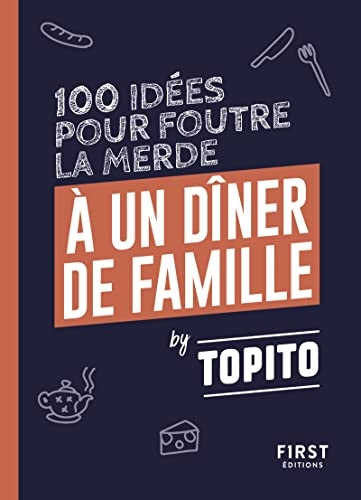 100 IDÉES
POUR FOUTRE
LA MERDE
À UN DÎNER
DE FAMILLE
by TOPITO
FIRST
ÉDITIONS